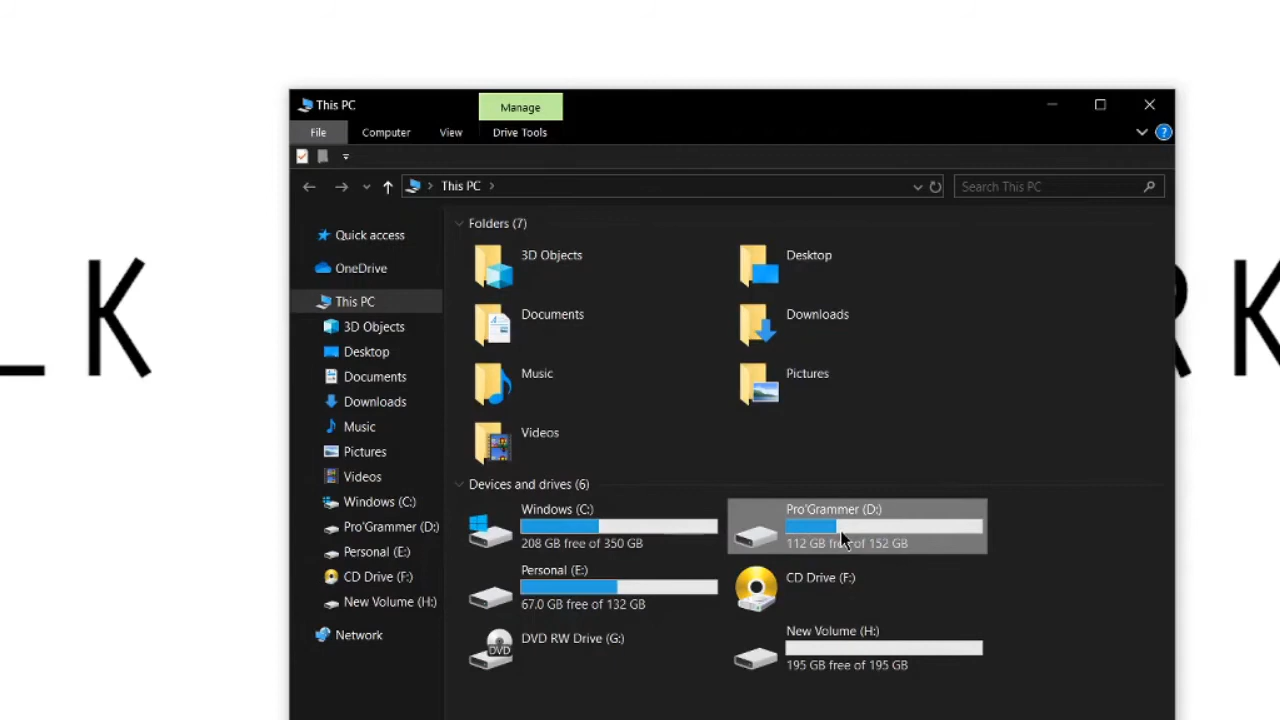 This PC
Manage
File
Computer
View
Drive Tools
This PC
Search This PC
Quick access
OneDrive
This PC
3D Objects
Desktop
Documents
Downloads
Music
Pictures
Videos
Windows (C:)
Pro'Grammer (D:)
Personal (E:)
CD Drive (F:)
New Volume (H:)
Network
Folders (7)
3D Objects
Desktop
Documents
Downloads
Music
Pictures
Videos
Devices and drives (6)
Windows (C:)
208 GB free of 350 GB
Pro'Grammer (D:)
112 GB free of 152 GB
Personal (E:)
67.0 GB free of 132 GB
CD Drive (F:)
DVD
DVD RW Drive (G:)
New Volume (H:)
195 GB free of 195 GB
L K
R K